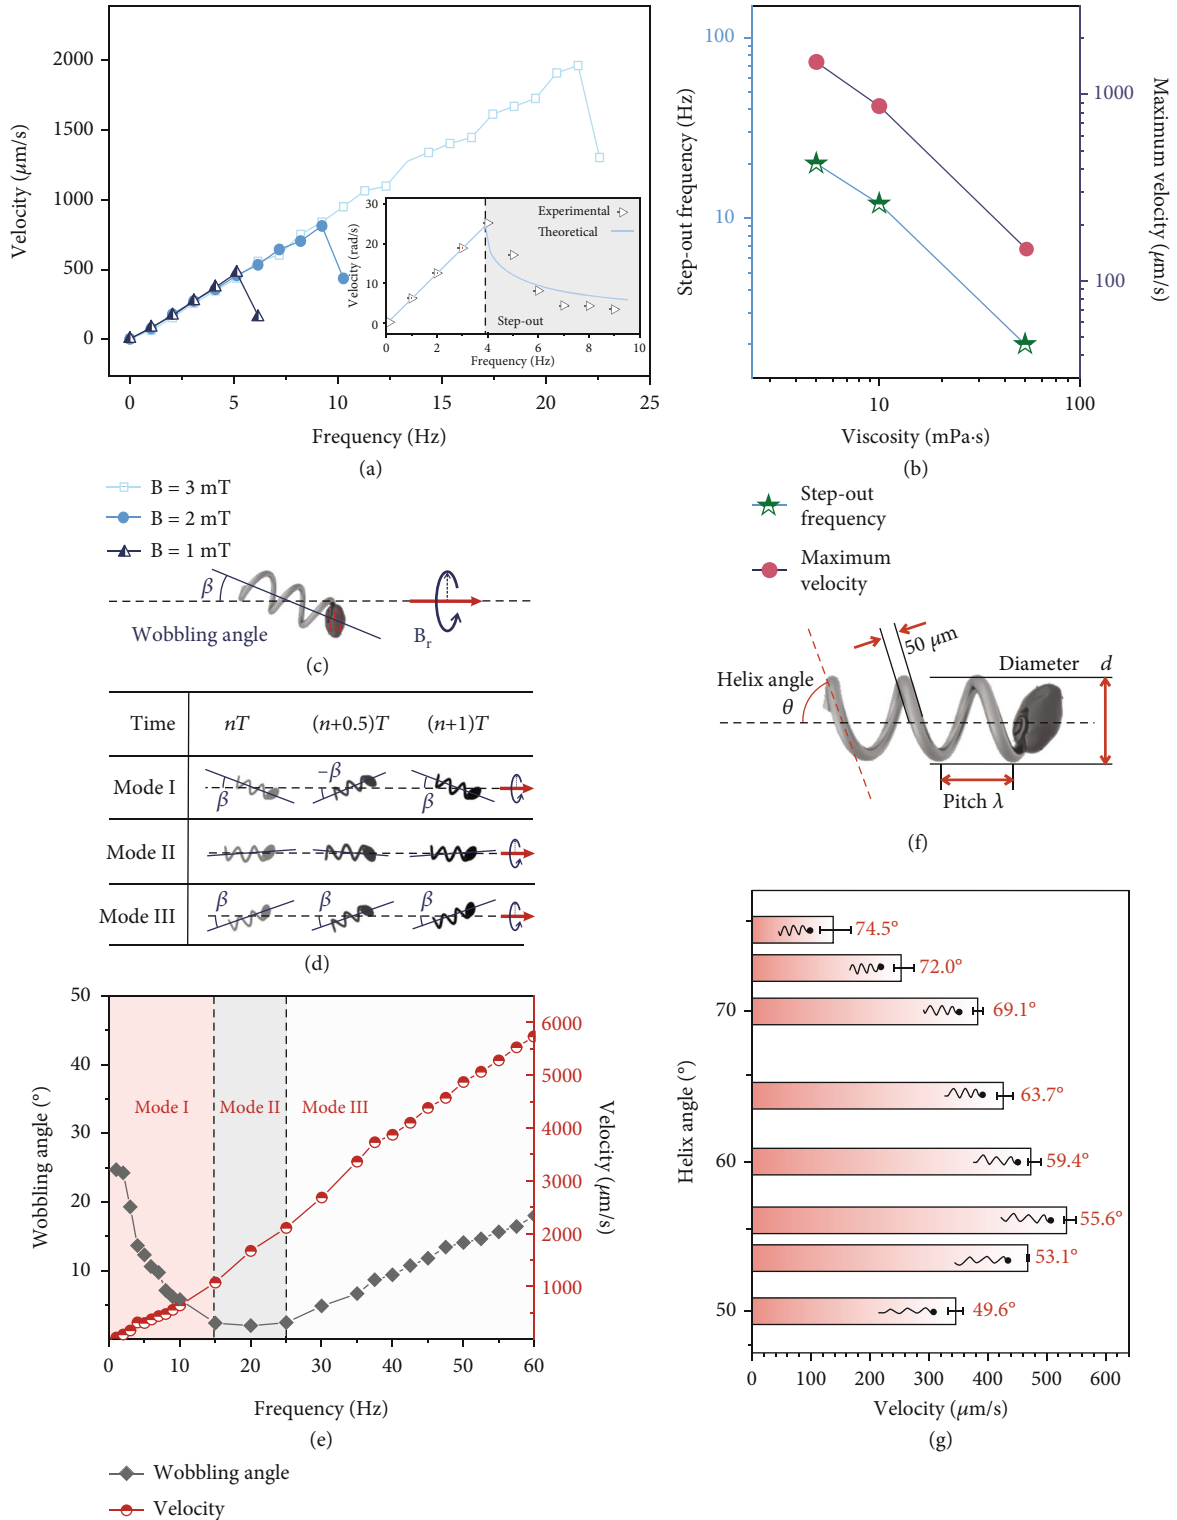 2000
1500
1000
500
0
Velocity (μm/s)
0 5 10 15 20 25
Frequency (Hz)
30
20
10
0
Velocity (rad/s)
Experimental
Theoretical
Step-out
0 2 4 6 8 10
Frequency (Hz)
(a)
B = 3 mT
B = 2 mT
B = 1 mT
100
10
Step-out frequency (Hz)
1000
100
Maximum velocity (μm/s)
10 100
Viscosity (mPa·s)
(b)
Step-out
frequency
Maximum
velocity
β
Wobbling angle
Br
(c)
Time nT (n+0.5)T (n+1)T
Mode I β −β β
Mode II
Mode III β β β
(d)
50
40
30
20
10
Wobbling angle (°)
Mode I Mode II Mode III
6000
5000
4000
3000
2000
1000
Velocity (μm/s)
0 10 20 30 40 50 60
Frequency (Hz)
(e)
Wobbling angle
Velocity
50 μm
Helix angle
θ
Diameter d
Pitch λ
(f)
74.5°
72.0°
70
69.1°
63.7°
60
59.4°
55.6°
53.1°
50
49.6°
Helix angle (°)
0 100 200 300 400 500 600
Velocity (μm/s)
(g)